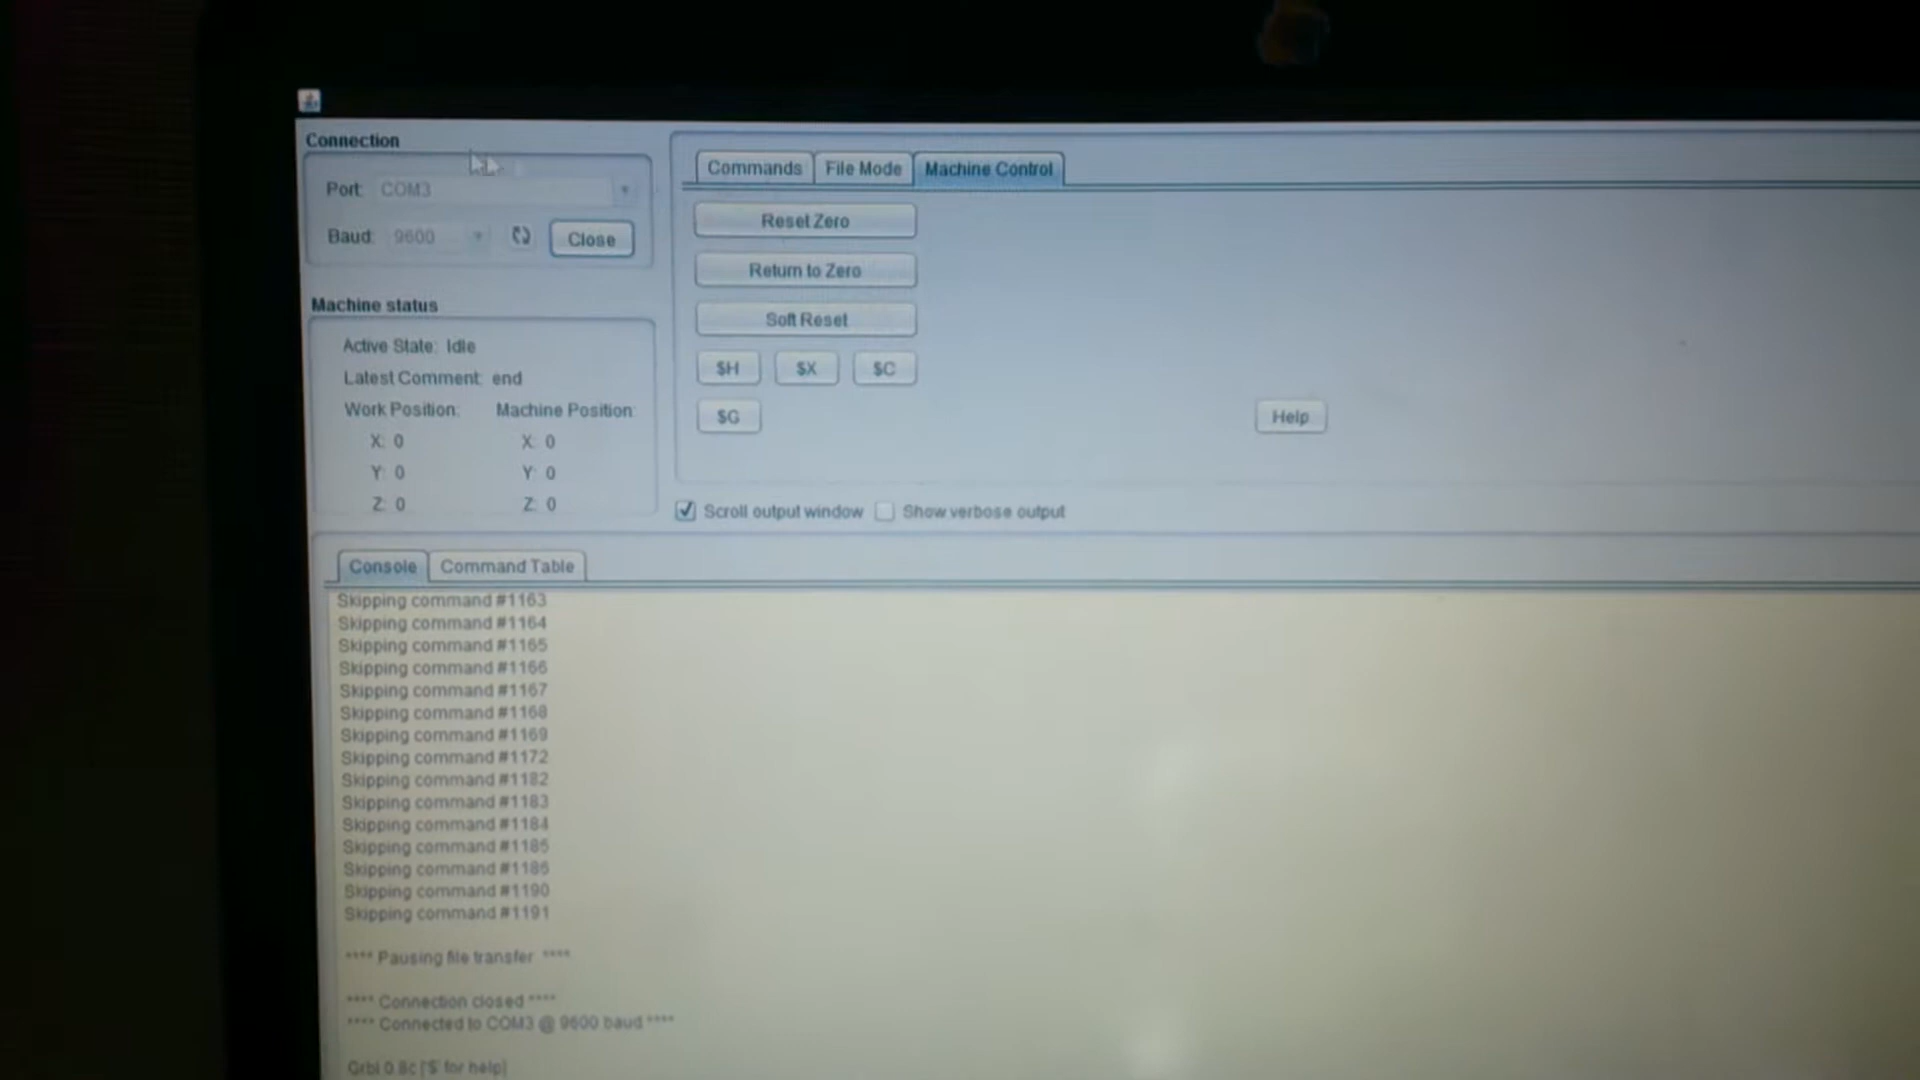 Connection
Port: COM3
Baud: 9600 Close
Machine status
Active State: Idle
Latest Comment: end
Work Position: Machine Position:
X: 0 X: 0
Y: 0 Y: 0
Z: 0 Z: 0
Commands File Mode Machine Control
Reset Zero
Return to Zero
Soft Reset
$H $X $C
$G Help
Scroll output window Show verbose output
Console Command Table
Skipping command #1163
Skipping command #1164
Skipping command #1165
Skipping command #1166
Skipping command #1167
Skipping command #1168
Skipping command #1169
Skipping command #1172
Skipping command #1182
Skipping command #1183
Skipping command #1184
Skipping command #1185
Skipping command #1186
Skipping command #1190
Skipping command #1191
**** Pausing file transfer ****
**** Connection closed ****
**** Connected to COM3 @ 9600 baud ****
Grbl 0.8c ['$' for help]